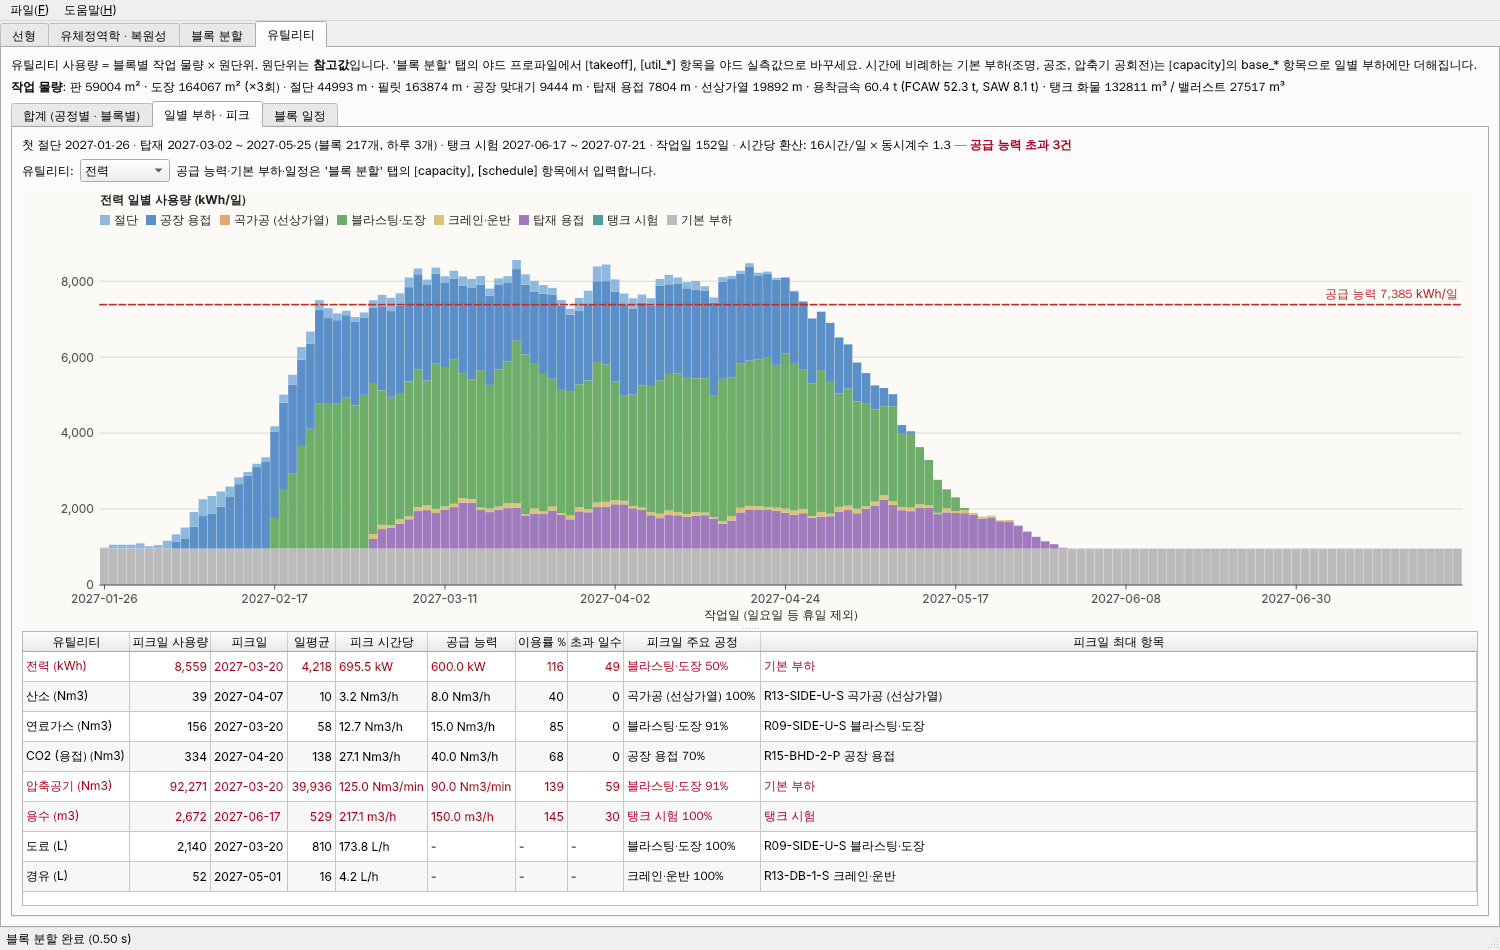 파일(F) 도움말(H)
선형 유체정역학 · 복원성 블록 분할 유틸리티
유틸리티 사용량 = 블록별 작업 물량 × 원단위. 원단위는 참고값입니다. '블록 분할' 탭의 야드 프로파일에서 [takeoff], [util_*] 항목을 야드 실측값으로 바꾸세요. 시간에 비례하는 기본 부하(조명, 공조, 압축기 공회전)는 [capacity]의 base_* 항목으로 일별 부하에만 더해집니다.
작업 물량: 판 59004 m² · 도장 164067 m² (×3회) · 절단 44993 m · 필릿 163874 m · 공장 맞대기 9444 m · 탑재 용접 7804 m · 선상가열 19892 m · 용착금속 60.4 t (FCAW 52.3 t, SAW 8.1 t) · 탱크 화물 132811 m³ / 밸러스트 27517 m³
합계 (공정별 · 블록별) 일별 부하 · 피크 블록 일정
첫 절단 2027-01-26 · 탑재 2027-03-02 ~ 2027-05-25 (블록 217개, 하루 3개) · 탱크 시험 2027-06-17 ~ 2027-07-21 · 작업일 152일 · 시간당 환산: 16시간/일 × 동시계수 1.3 — 공급 능력 초과 3건
유틸리티: 전력 공급 능력·기본 부하·일정은 '블록 분할' 탭의 [capacity], [schedule] 항목에서 입력합니다.
전력 일별 사용량 (kWh/일)
절단 공장 용접 곡가공 (선상가열) 블라스팅·도장 크레인·운반 탑재 용접 탱크 시험 기본 부하
8,000
공급 능력 7,385 kWh/일
6,000
4,000
2,000
0
2027-01-26 2027-02-17 2027-03-11 2027-04-02 2027-04-24 2027-05-17 2027-06-08 2027-06-30
작업일 (일요일 등 휴일 제외)
유틸리티 피크일 사용량 피크일 일평균 피크 시간당 공급 능력 이용률 % 초과 일수 피크일 주요 공정 피크일 최대 항목
전력 (kWh) 8,559 2027-03-20 4,218 695.5 kW 600.0 kW 116 49 블라스팅·도장 50% 기본 부하
산소 (Nm3) 39 2027-04-07 10 3.2 Nm3/h 8.0 Nm3/h 40 0 곡가공 (선상가열) 100% R13-SIDE-U-S 곡가공 (선상가열)
연료가스 (Nm3) 156 2027-03-20 58 12.7 Nm3/h 15.0 Nm3/h 85 0 블라스팅·도장 91% R09-SIDE-U-S 블라스팅·도장
CO2 (용접) (Nm3) 334 2027-04-20 138 27.1 Nm3/h 40.0 Nm3/h 68 0 공장 용접 70% R15-BHD-2-P 공장 용접
압축공기 (Nm3) 92,271 2027-03-20 39,936 125.0 Nm3/min 90.0 Nm3/min 139 59 블라스팅·도장 91% 기본 부하
용수 (m3) 2,672 2027-06-17 529 217.1 m3/h 150.0 m3/h 145 30 탱크 시험 100% 탱크 시험
도료 (L) 2,140 2027-03-20 810 173.8 L/h - - - 블라스팅·도장 100% R09-SIDE-U-S 블라스팅·도장
경유 (L) 52 2027-05-01 16 4.2 L/h - - - 크레인·운반 100% R13-DB-1-S 크레인·운반
블록 분할 완료 (0.50 s)